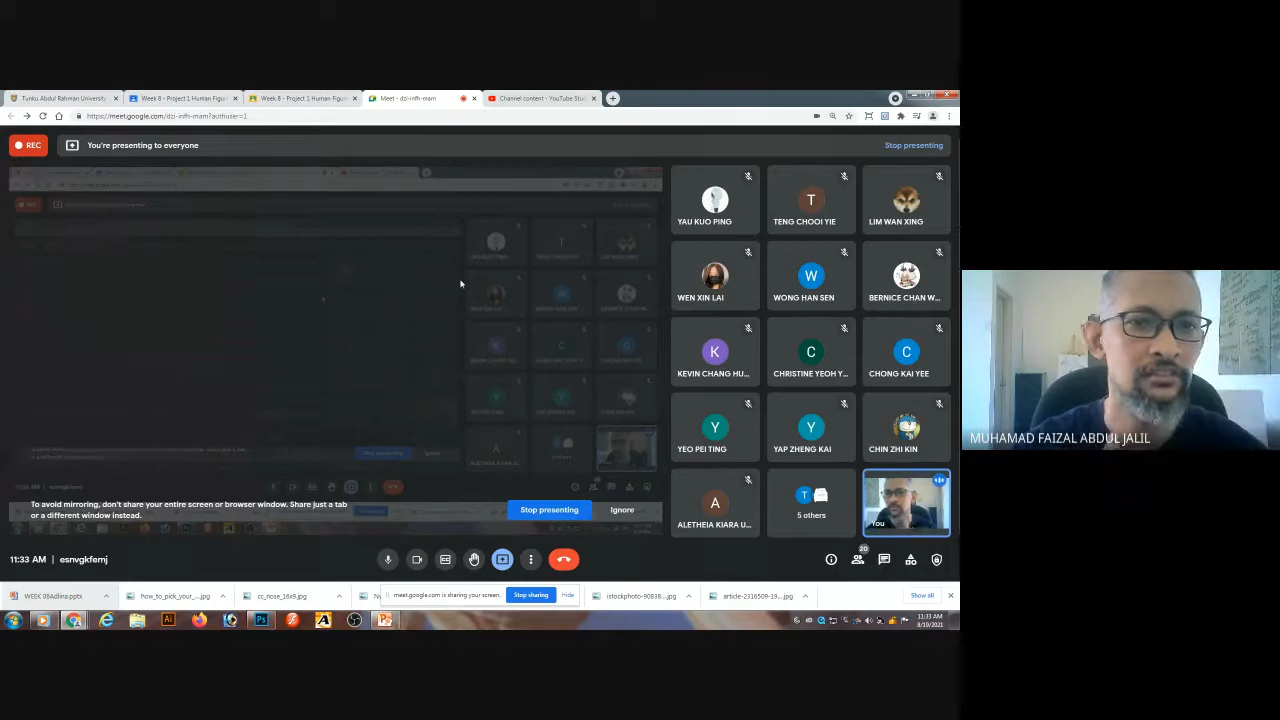 Tunku Abdul Rahman University
Week 8 - Project 1 Human Figu
Week 8 - Project 1 Human Figu
Meet - dzi-infh-mam
Channel content - YouTube Stu
https://meet.google.com/dzi-infh-mam?authuser=1
REC
You're presenting to everyone
Stop presenting
YAU KUO PING
TENG CHOOI YIE
LIM WAN XING
WEN XIN LAI
W
WONG HAN SEN
BERNICE CHAN W...
K
KEVIN CHANG HU...
C
CHRISTINE YEOH Y...
C
CHONG KAI YEE
Y
YEO PEI TING
Y
YAP ZHENG KAI
CHIN ZHI KIN
A
ALETHEIA KIARA U...
T
5 others
You
T
MUHAMAD FAIZAL ABDUL JALIL
To avoid mirroring, don't share your entire screen or browser window. Share just a tab
or a different window instead.
Stop presenting
Ignore
11:33 AM | esnvgkfemj
20
WEEK 08Adlina.pptx
how_to_pick_your_....jpg
cc_nose_16x9.jpg
meet.google.com is sharing your screen.
Stop sharing
Hide
istockphoto-90838....jpg
article-2316509-19....jpg
Show all
11:33 AM
8/19/2021